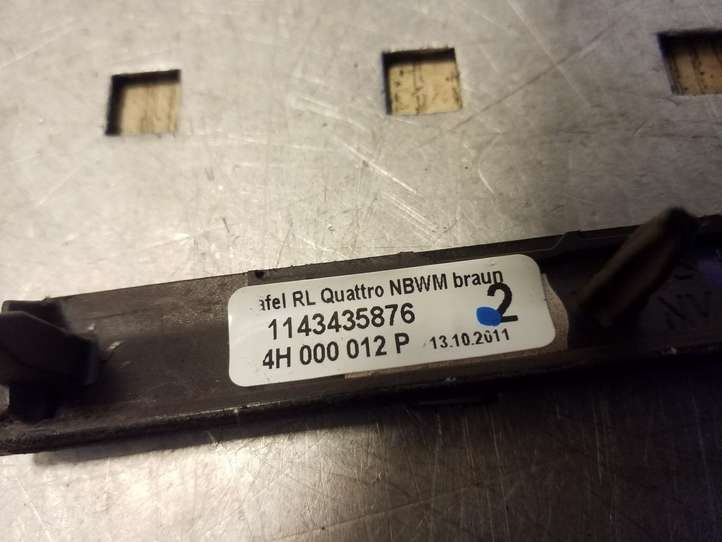 afel RL Quattro NBWM braun
1143435876 2
4H 000 012 P 13.10.2011